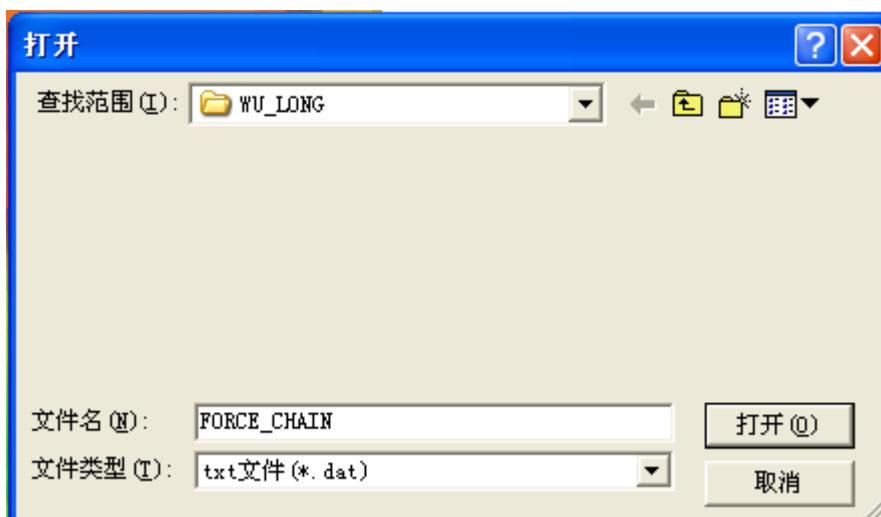 打开
查找范围(I): WU_LONG
文件名(N): FORCE_CHAIN 打开(O)
文件类型(T): txt文件(*.dat) 取消